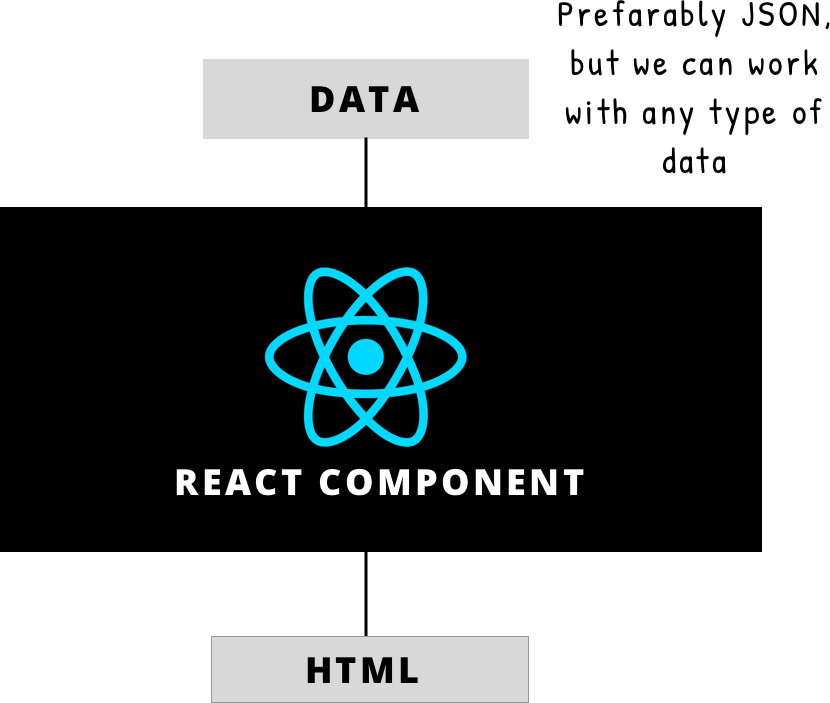 Prefarably JSON,
but we can work
with any type of
data
DATA
REACT COMPONENT
HTML